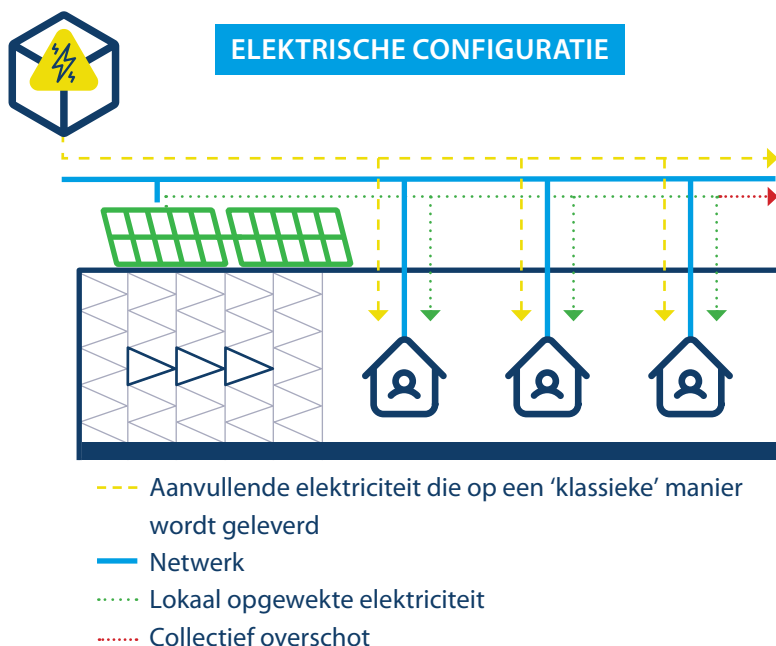 ELEKTRISCHE CONFIGURATIE
Aanvullende elektriciteit die op een ‘klassieke’ manier
wordt geleverd
Netwerk
Lokaal opgewekte elektriciteit
Collectief overschot